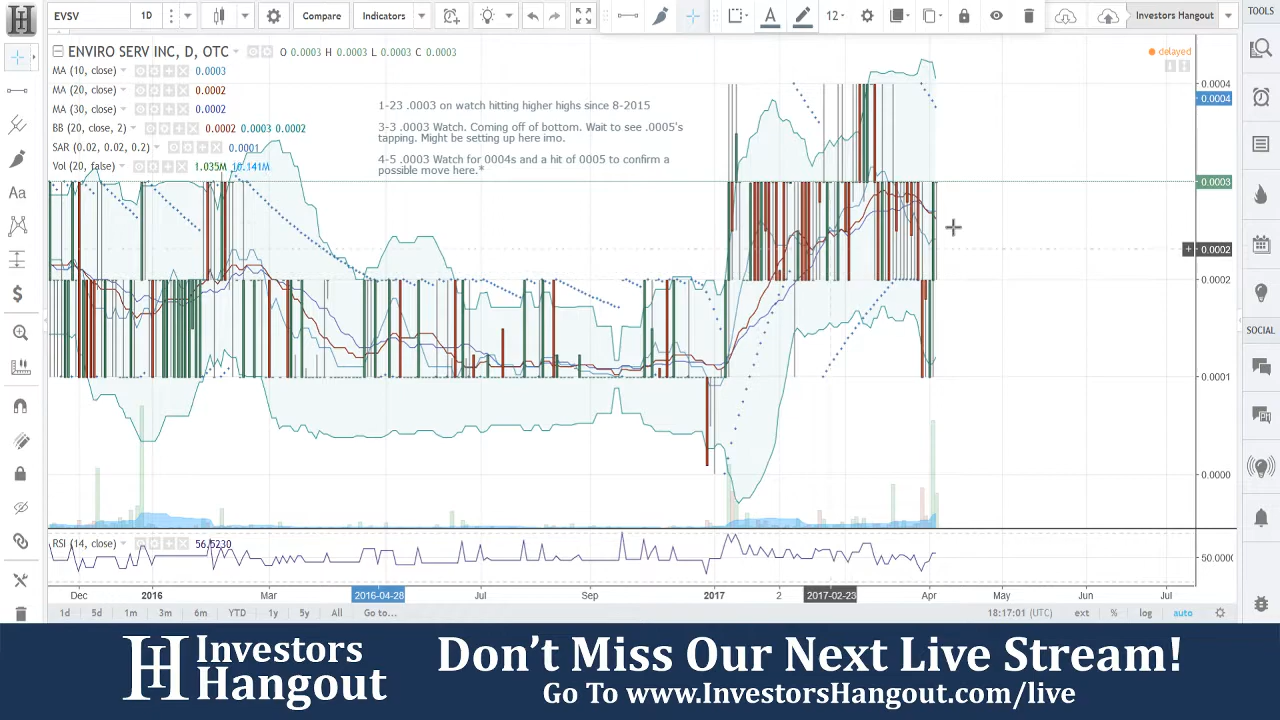 EVSV 1D Compare Indicators 12 Investors Hangout TOOLS
ENVIRO SERV INC, D, OTC O 0.0003 H 0.0003 L 0.0003 C 0.0003 delayed
MA (10, close) 0.0003
MA (20, close) 0.0002
MA (30, close) 0.0002
BB (20, close, 2) 0.0002 0.0003 0.0002
SAR (0.02, 0.02, 0.2) 0.0001
Vol (20, false) 1.035M 10.141M
1-23 .0003 on watch hitting higher highs since 8-2015
3-3 .0003 Watch. Coming off of bottom. Wait to see .0005's
tapping. Might be setting up here imo.
4-5 .0003 Watch for 0004s and a hit of 0005 to confirm a
possible move here.*
0.0004
0.0004
0.0003
0.0002
0.0002
0.0001
0.0000
Aa
$
SOCIAL
RSI (14, close) 56.5230
50.0000
Dec 2016 Mar 2016-04-28 Jul Sep 2017 2 2017-02-23 Apr May Jun Jul
1d 5d 1m 3m 6m YTD 1y 5y All Go to... 18:17:01 (UTC) ext % log auto
Investors
Hangout
Don't Miss Our Next Live Stream!
Go To www.InvestorsHangout.com/live